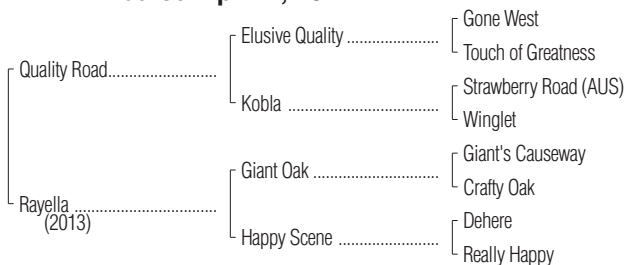 Gone West
Elusive Quality
Touch of Greatness
Quality Road
Strawberry Road (AUS)
Kobla
Winglet
Giant's Causeway
Giant Oak
Crafty Oak
Rayella
(2013)
Dehere
Happy Scene
Really Happy